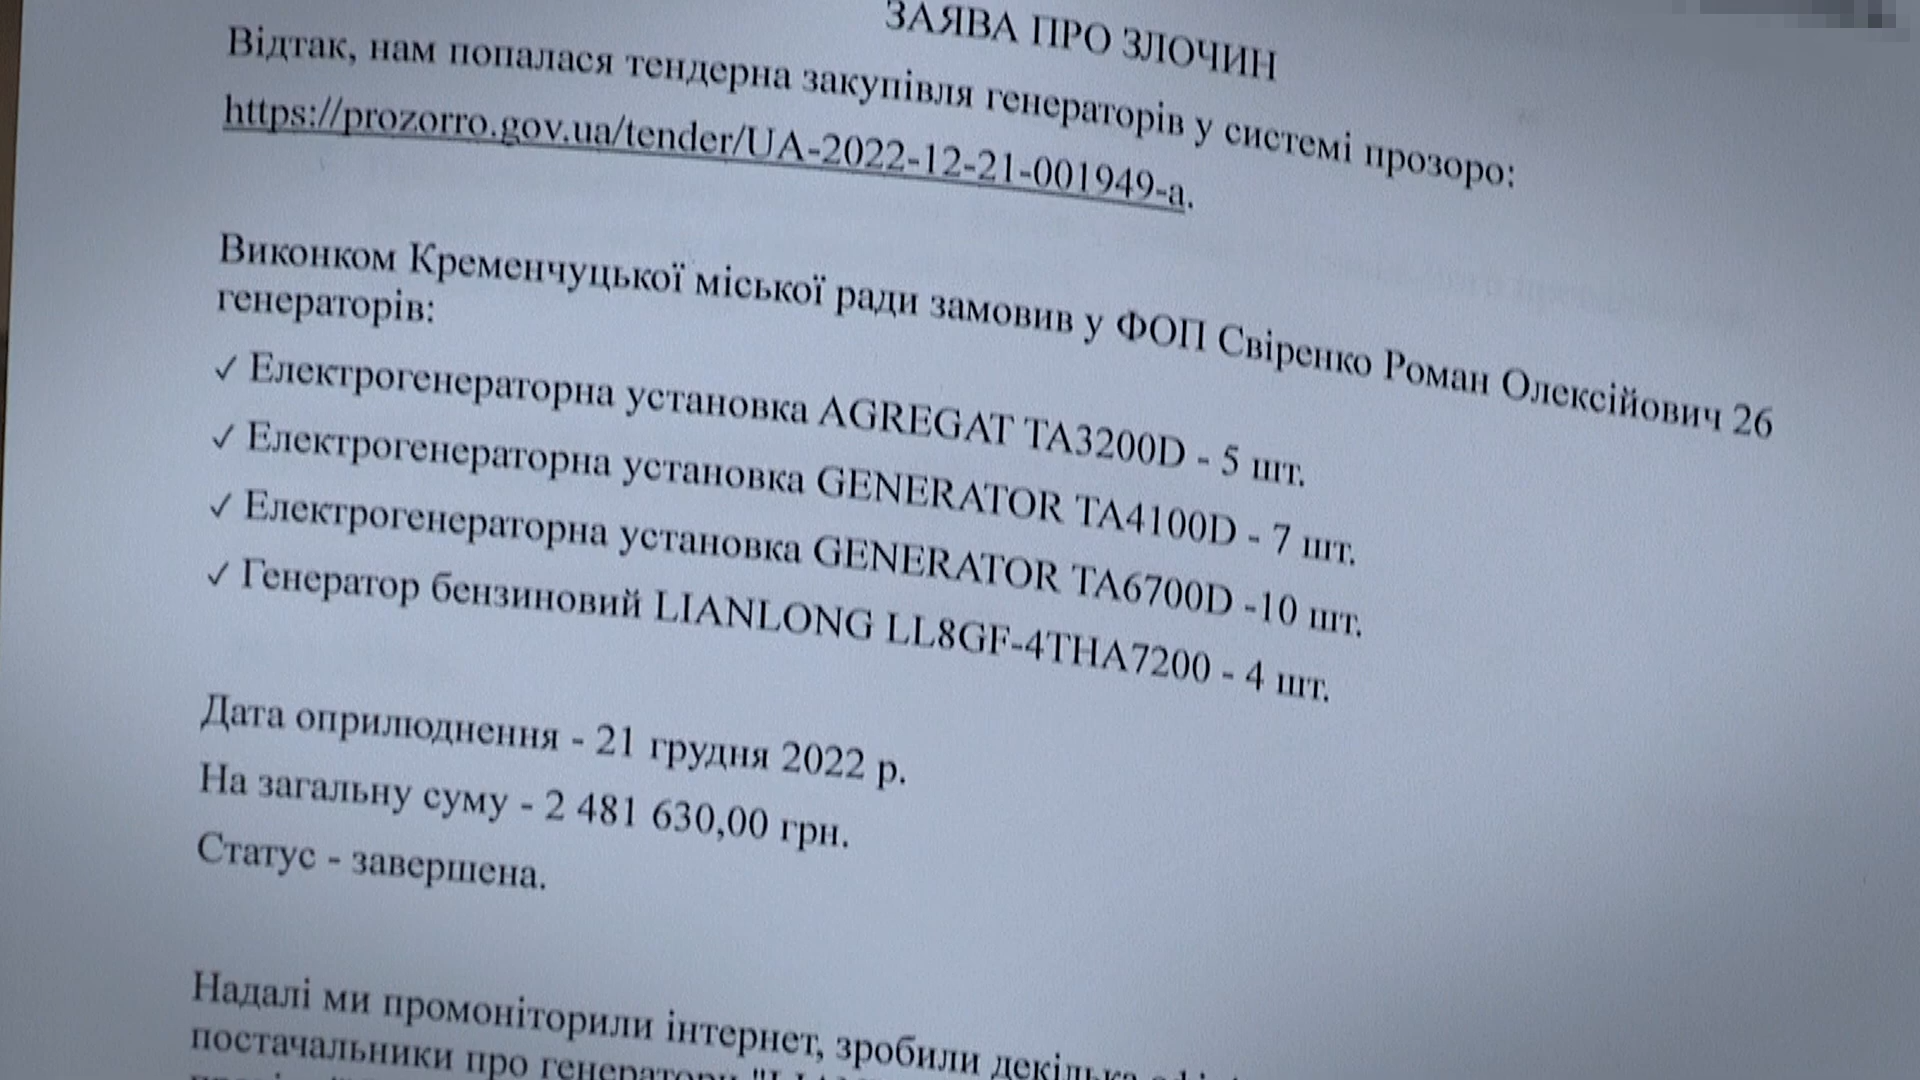 ЗАЯВА ПРО ЗЛОЧИН
Відтак, нам попалася тендерна закупівля генераторів у системі прозоро:
https://prozorro.gov.ua/tender/UA-2022-12-21-001949-a.
Виконком Кременчуцької міської ради замовив у ФОП Свіренко Роман Олексійович 26
генераторів:
✓ Електрогенераторна установка AGREGAT TA3200D - 5 шт.
✓ Електрогенераторна установка GENERATOR TA4100D - 7 шт.
✓ Електрогенераторна установка GENERATOR TA6700D -10 шт.
✓ Генератор бензиновий LIANLONG LL8GF-4THA7200 - 4 шт.
Дата оприлюднення - 21 грудня 2022 р.
На загальну суму - 2 481 630,00 грн.
Статус - завершена.
Надалі ми промоніторили інтернет, зробили декілька
постачальники про генератори